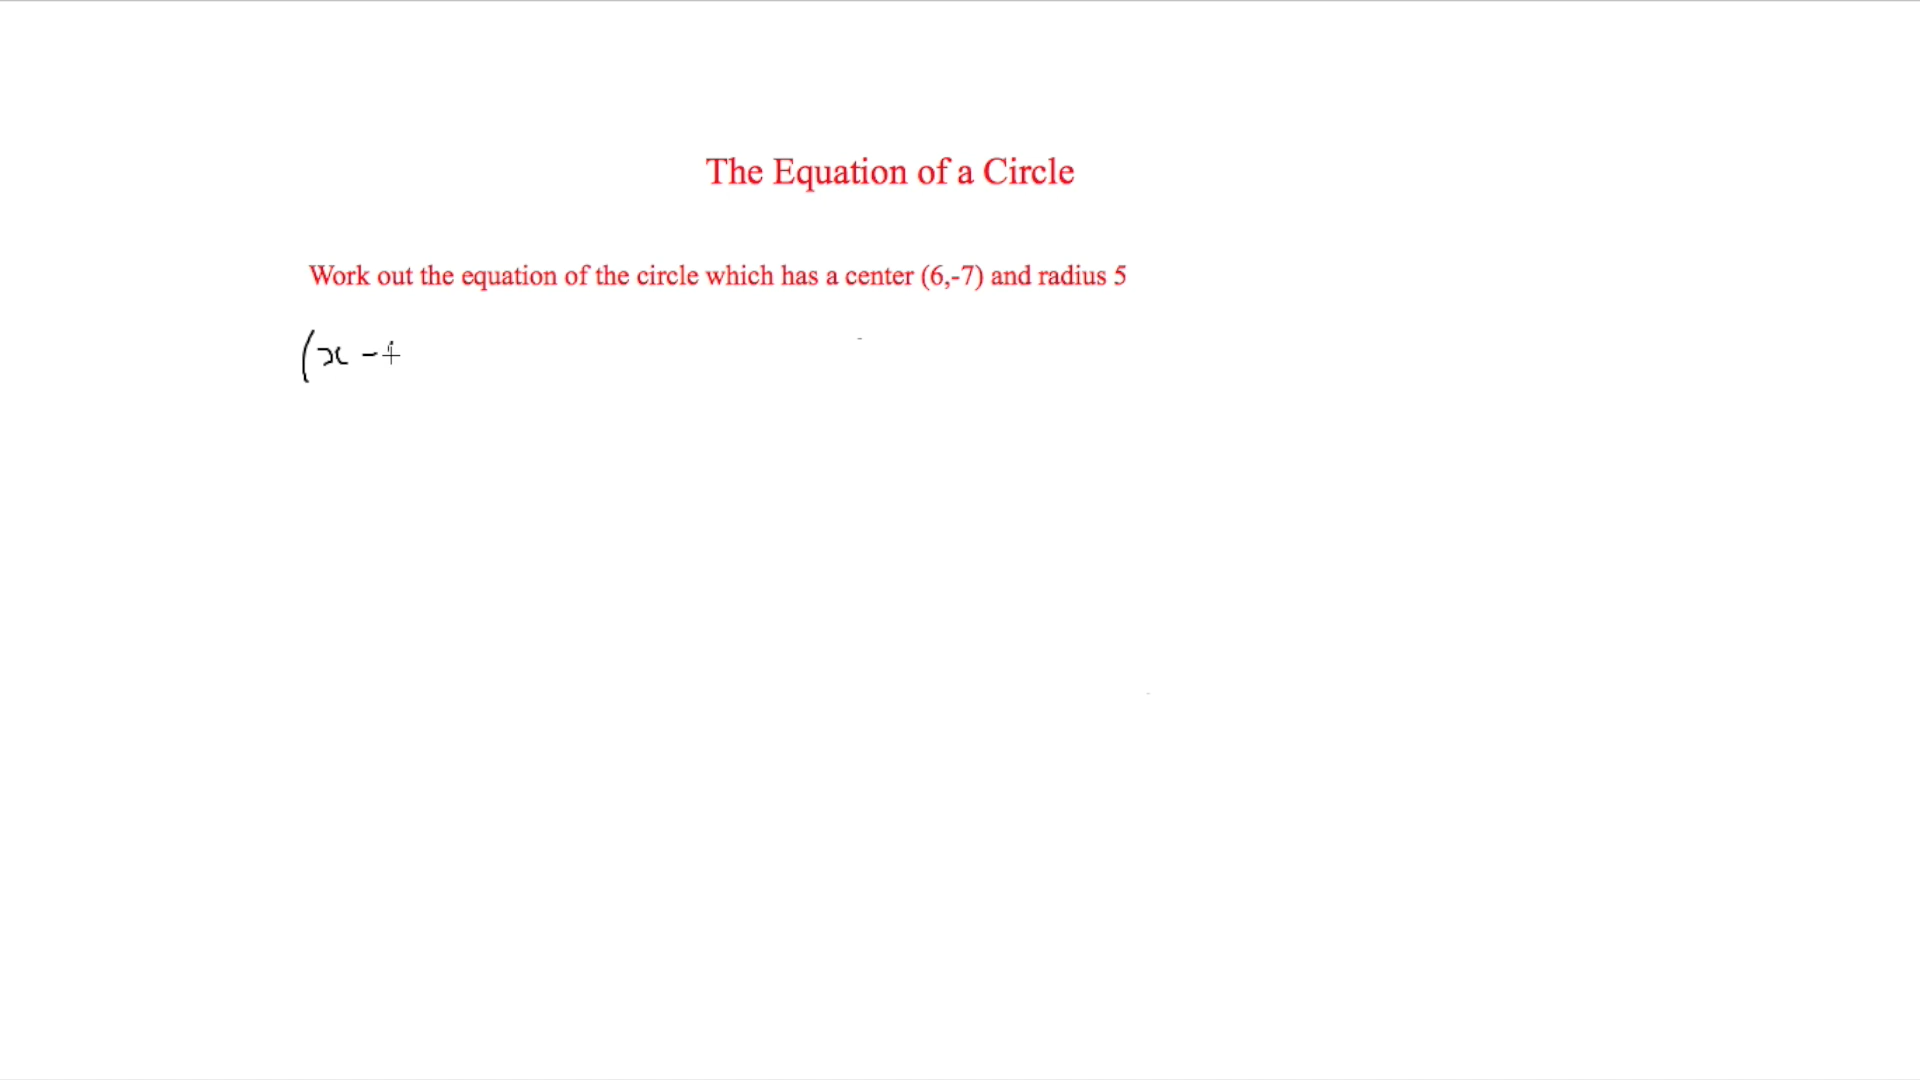 The Equation of a Circle
Work out the equation of the circle which has a center (6,-7) and radius 5
(x -